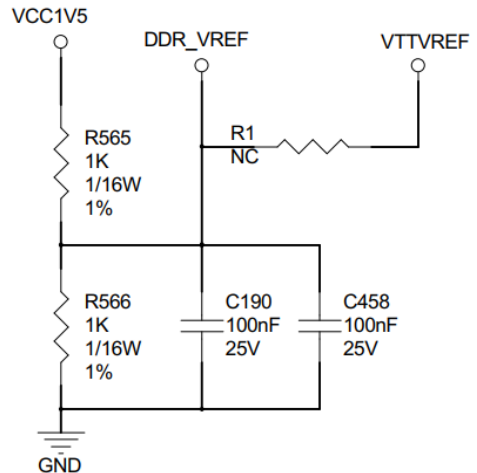 VCC1V5
DDR_VREF
VTTVREF
R565
1K
1/16W
1%
R1
NC
R566
1K
1/16W
1%
C190
100nF
25V
C458
100nF
25V
GND